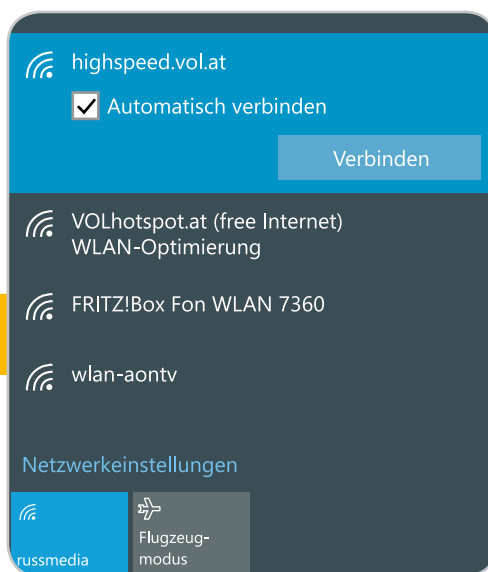 highspeed.vol.at
Automatisch verbinden
Verbinden
VOLhotspot.at (free Internet)
WLAN-Optimierung
FRITZ!Box Fon WLAN 7360
wlan-aontv
Netzwerkeinstellungen
russmedia
Flugzeug-
modus